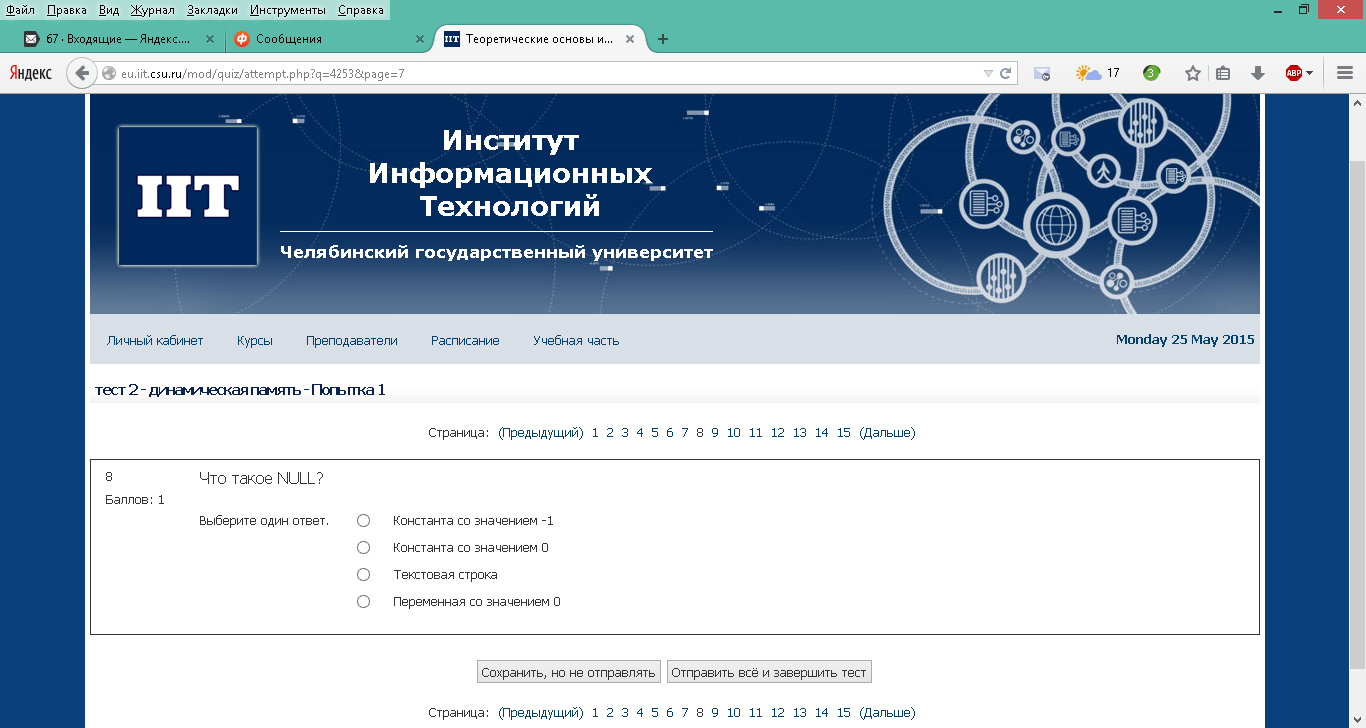 Файл Правка Вид Журнал Закладки Инструменты Справка
67 · Входящие — Яндекс.... Сообщения IIT Теоретические основы и...
Яндекс eu.iit.csu.ru/mod/quiz/attempt.php?q=4253&page=7 17 3 ABP
IIT
Институт
Информационных
Технологий
Челябинский государственный университет
Личный кабинет Курсы Преподаватели Расписание Учебная часть Monday 25 May 2015
тест 2 - динамическая память - Попытка 1
Страница: (Предыдущий) 1 2 3 4 5 6 7 8 9 10 11 12 13 14 15 (Дальше)
8 Что такое NULL?
Баллов: 1
Выберите один ответ. Константа со значением -1
Константа со значением 0
Текстовая строка
Переменная со значением 0
Сохранить, но не отправлять Отправить всё и завершить тест
Страница: (Предыдущий) 1 2 3 4 5 6 7 8 9 10 11 12 13 14 15 (Дальше)